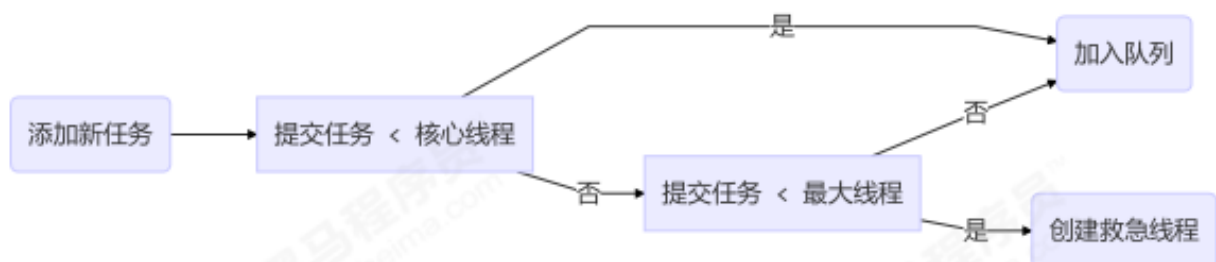 是
加入队列
添加新任务
提交任务 < 核心线程
否
否
提交任务 < 最大线程
是
创建救急线程